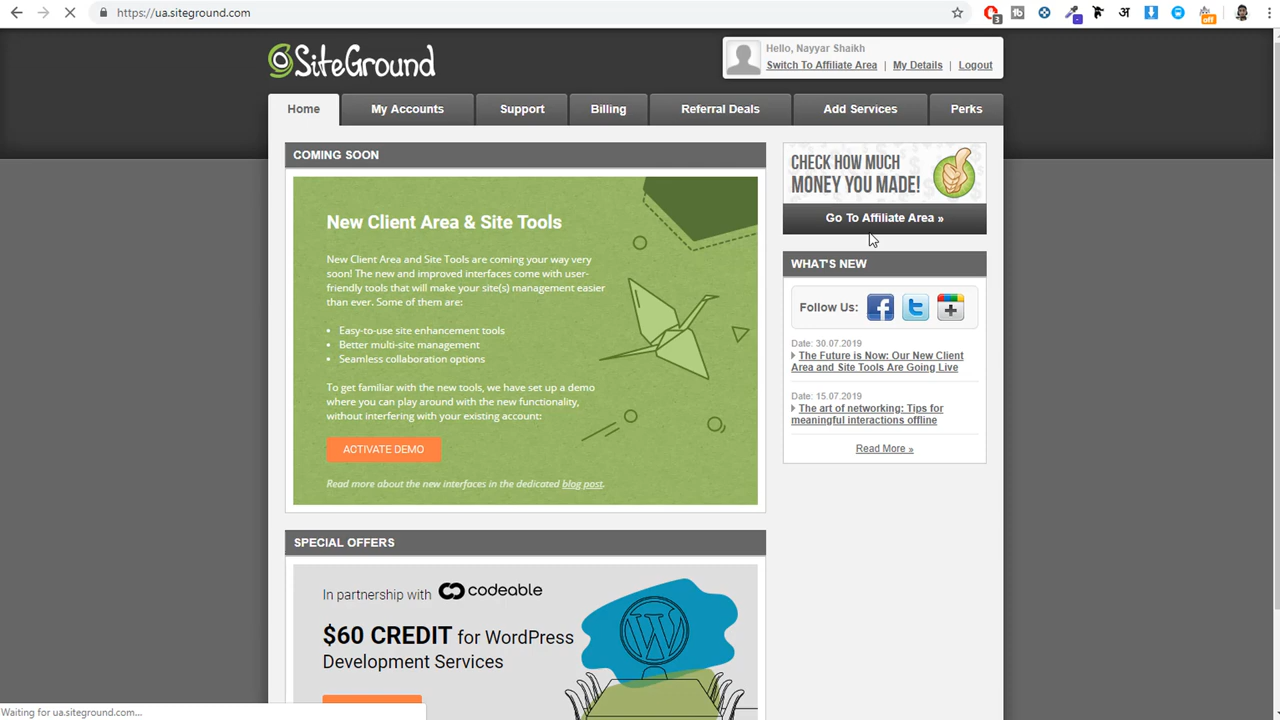 https://ua.siteground.com
3
off
SiteGround
Hello, Nayyar Shaikh
Switch To Affiliate Area | My Details | Logout
Home
My Accounts
Support
Billing
Referral Deals
Add Services
Perks
COMING SOON
New Client Area & Site Tools
New Client Area and Site Tools are coming your way very
soon! The new and improved interfaces come with user-
friendly tools that will make your site(s) management easier
than ever. Some of them are:
Easy-to-use site enhancement tools
Better multi-site management
Seamless collaboration options
To get familiar with the new tools, we have set up a demo
where you can play around with the new functionality,
without interfering with your existing account:
ACTIVATE DEMO
Read more about the new interfaces in the dedicated blog post.
CHECK HOW MUCH
MONEY YOU MADE!
Go To Affiliate Area »
WHAT'S NEW
Follow Us:
Date: 30.07.2019
The Future is Now: Our New Client
Area and Site Tools Are Going Live
Date: 15.07.2019
The art of networking: Tips for
meaningful interactions offline
Read More »
SPECIAL OFFERS
In partnership with codeable
$60 CREDIT for WordPress
Development Services
Waiting for ua.siteground.com...